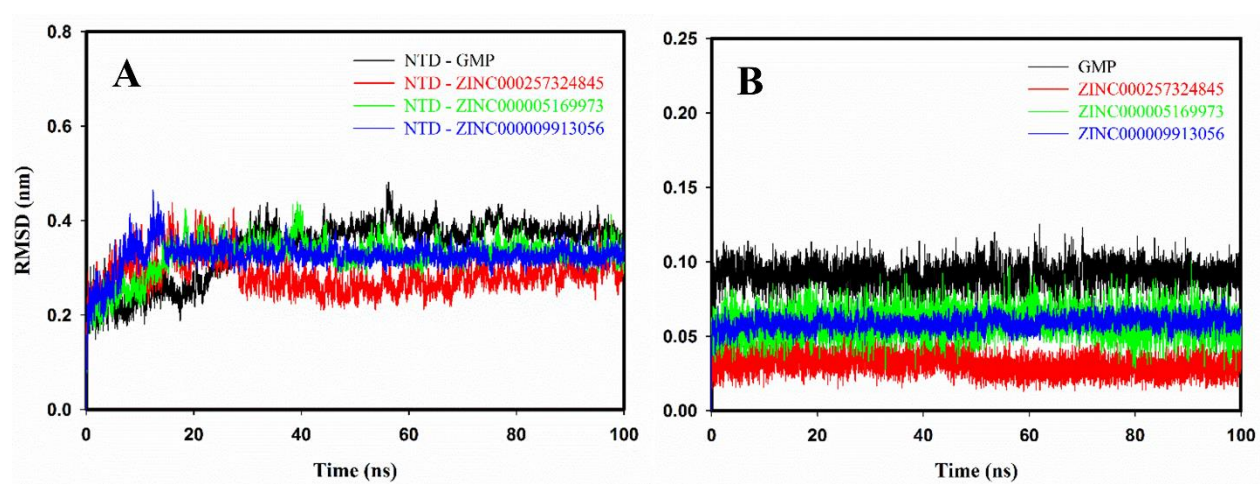 A
NTD - GMP
NTD - ZINC000257324845
NTD - ZINC000005169973
NTD - ZINC000009913056
RMSD (nm)
0.8
0.6
0.4
0.2
0.0
0 20 40 60 80 100
Time (ns)
B
GMP
ZINC000257324845
ZINC000005169973
ZINC000009913056
0.25
0.20
0.15
0.10
0.05
0.00
0 20 40 60 80 100
Time (ns)